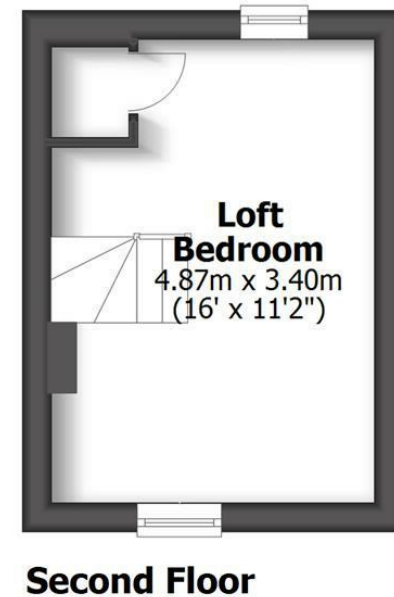 Loft
Bedroom
4.87m x 3.40m
(16' x 11'2")
Second Floor